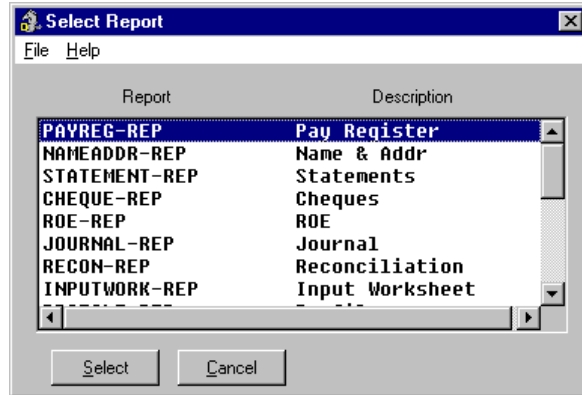 Select Report
File Help
Report Description
PAYREG-REP Pay Register
NAMEADDR-REP Name & Addr
STATEMENT-REP Statements
CHEQUE-REP Cheques
ROE-REP ROE
JOURNAL-REP Journal
RECON-REP Reconciliation
INPUTWORK-REP Input Worksheet
Select Cancel